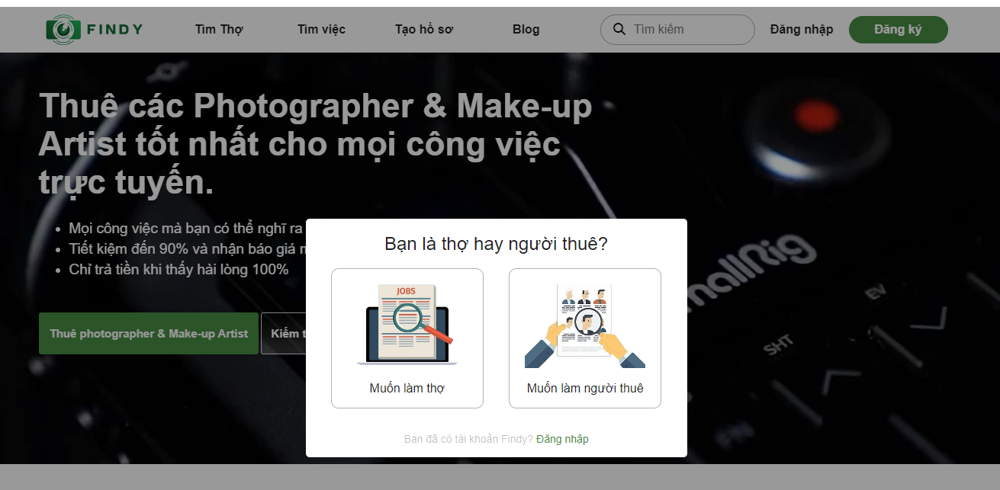 FINDY
Tìm Thợ
Tìm việc
Tạo hồ sơ
Blog
Tìm kiếm
Đăng nhập
Đăng ký
Thuê các Photographer & Make-up
Artist tốt nhất cho mọi công việc
trực tuyến.
Mọi công việc mà bạn có thể nghĩ ra
Tiết kiệm đến 90% và nhận báo giá
Chỉ trả tiền khi thấy hài lòng 100%
Thuê photographer & Make-up Artist
Kiếm
Bạn là thợ hay người thuê?
JOBS
Muốn làm thợ
Muốn làm người thuê
Bạn đã có tài khoản Findy? Đăng nhập
mallRig
EV
SHT
FN